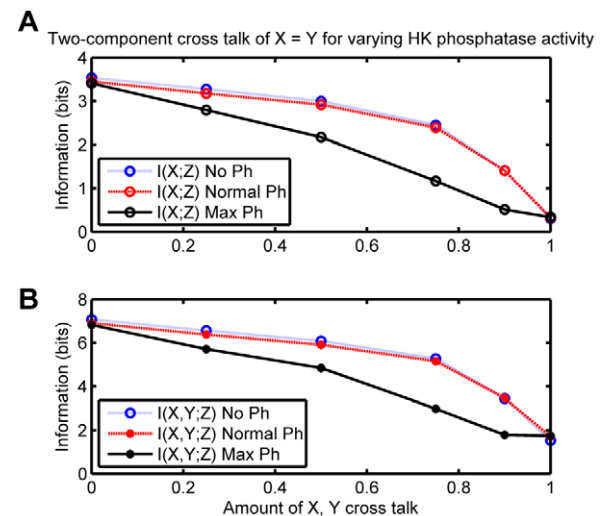 A
Two-component cross talk of X = Y for varying HK phosphatase activity
4
3
2
1
0
Information (bits)
I(X;Z) No Ph
I(X;Z) Normal Ph
I(X;Z) Max Ph
0 0.2 0.4 0.6 0.8 1
B
8
6
4
2
0
Information (bits)
I(X,Y;Z) No Ph
I(X,Y;Z) Normal Ph
I(X,Y;Z) Max Ph
0 0.2 0.4 0.6 0.8 1
Amount of X, Y cross talk